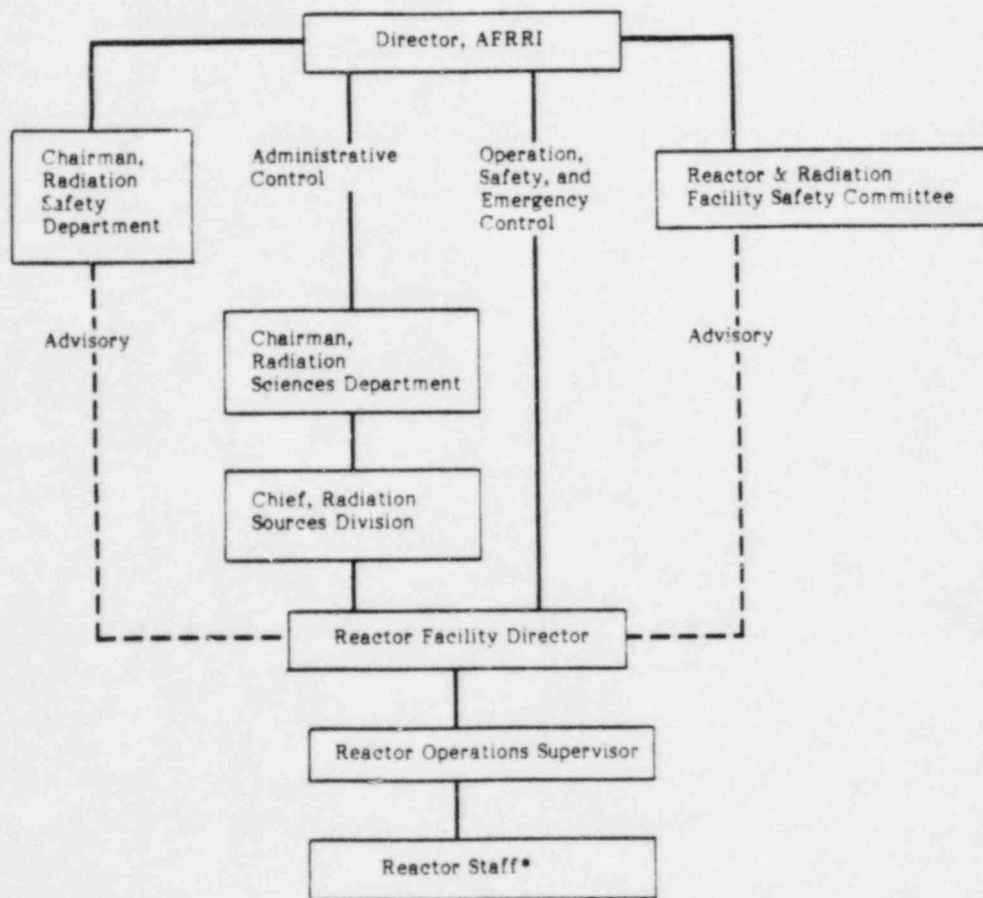 Director, AFRRI
Chairman,
Radiation
Safety
Department
Administrative
Control
Operation,
Safety, and
Emergency
Control
Reactor & Radiation
Facility Safety Committee
Advisory
Chairman,
Radiation
Sciences Department
Advisory
Chief, Radiation
Sources Division
Reactor Facility Director
Reactor Operations Supervisor
Reactor Staff*